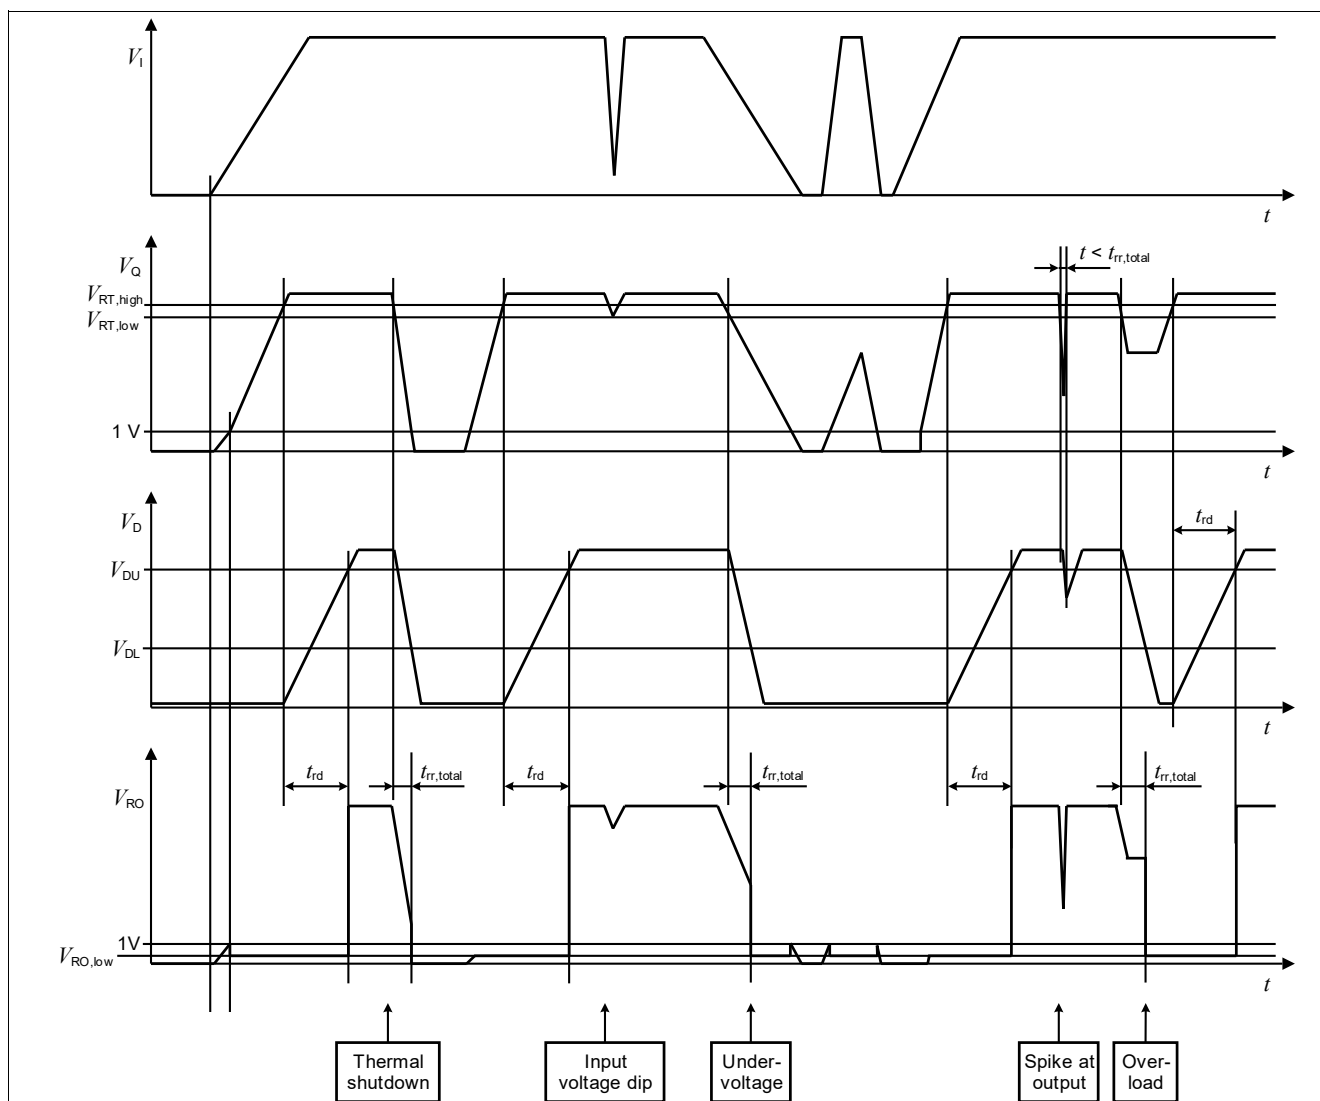 V_I
t
V_Q
t < t_rr,total
V_RT,high
V_RT,low
1 V
t
V_D
t_rd
V_DU
V_DL
t
t_rd
t_rr,total
t_rd
t_rr,total
t_rd
t_rr,total
V_RO
1V
V_RO,low
t
Thermal
shutdown
Input
voltage dip
Under-
voltage
Spike at
output
Over-
load